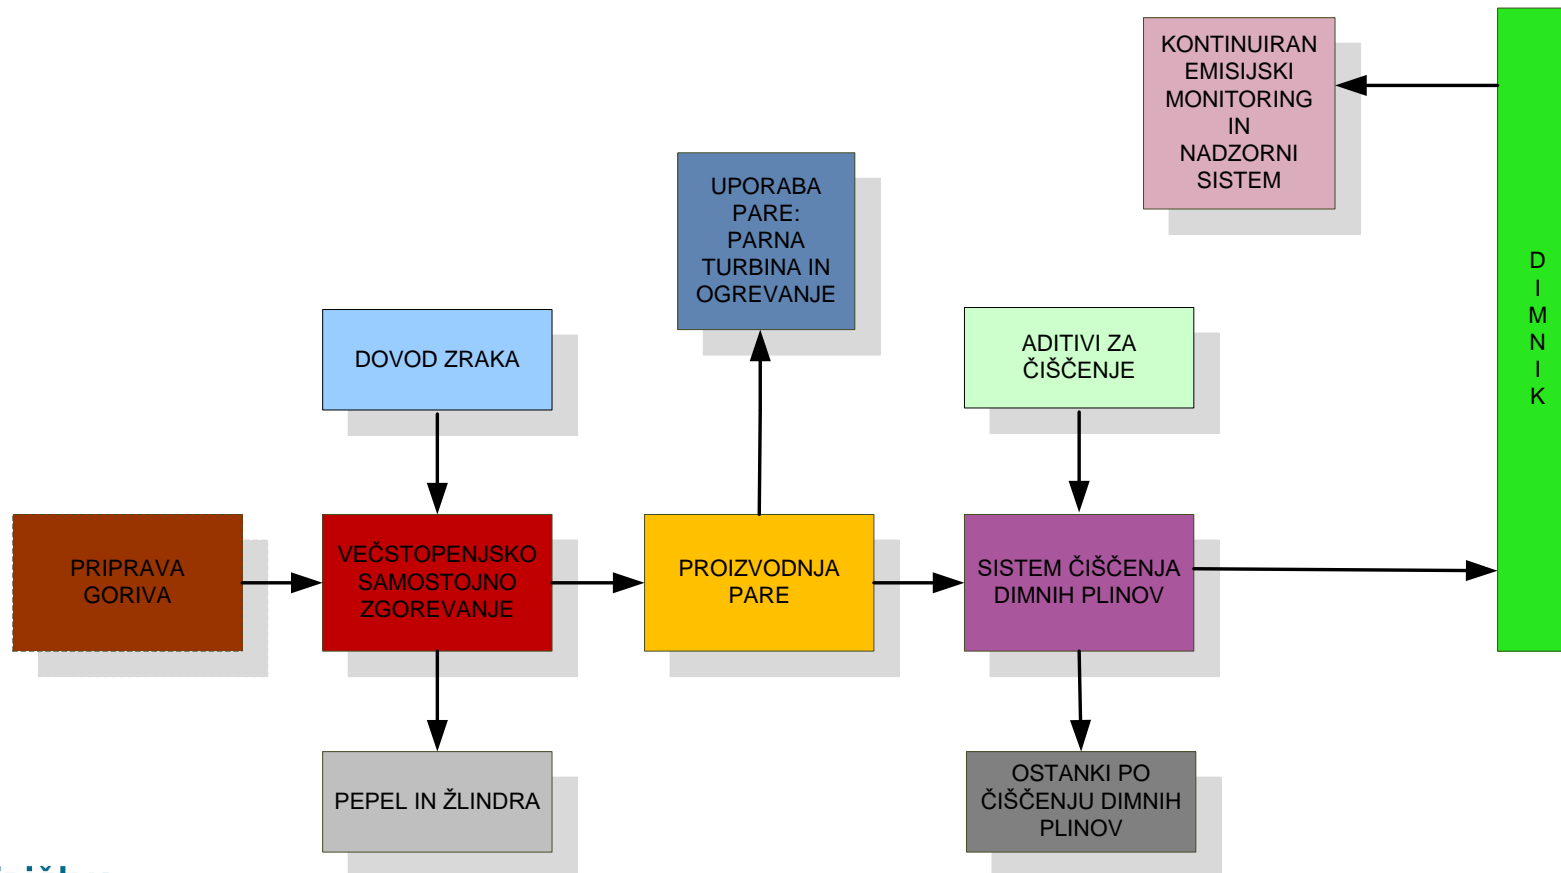 KONTINUIRAN
EMISIJSKI
MONITORING
IN
NADZORNI
SISTEM
UPORABA
PARE:
PARNA
TURBINA IN
OGREVANJE
D
I
M
N
I
K
DOVOD ZRAKA
ADITIVI ZA
ČIŠČENJE
PRIPRAVA
GORIVA
VEČSTOPENJSKO
SAMOSTOJNO
ZGOREVANJE
PROIZVODNJA
PARE
SISTEM ČIŠČENJA
DIMNIH PLINOV
PEPEL IN ŽLINDRA
OSTANKI PO
ČIŠČENJU DIMNIH
PLINOV